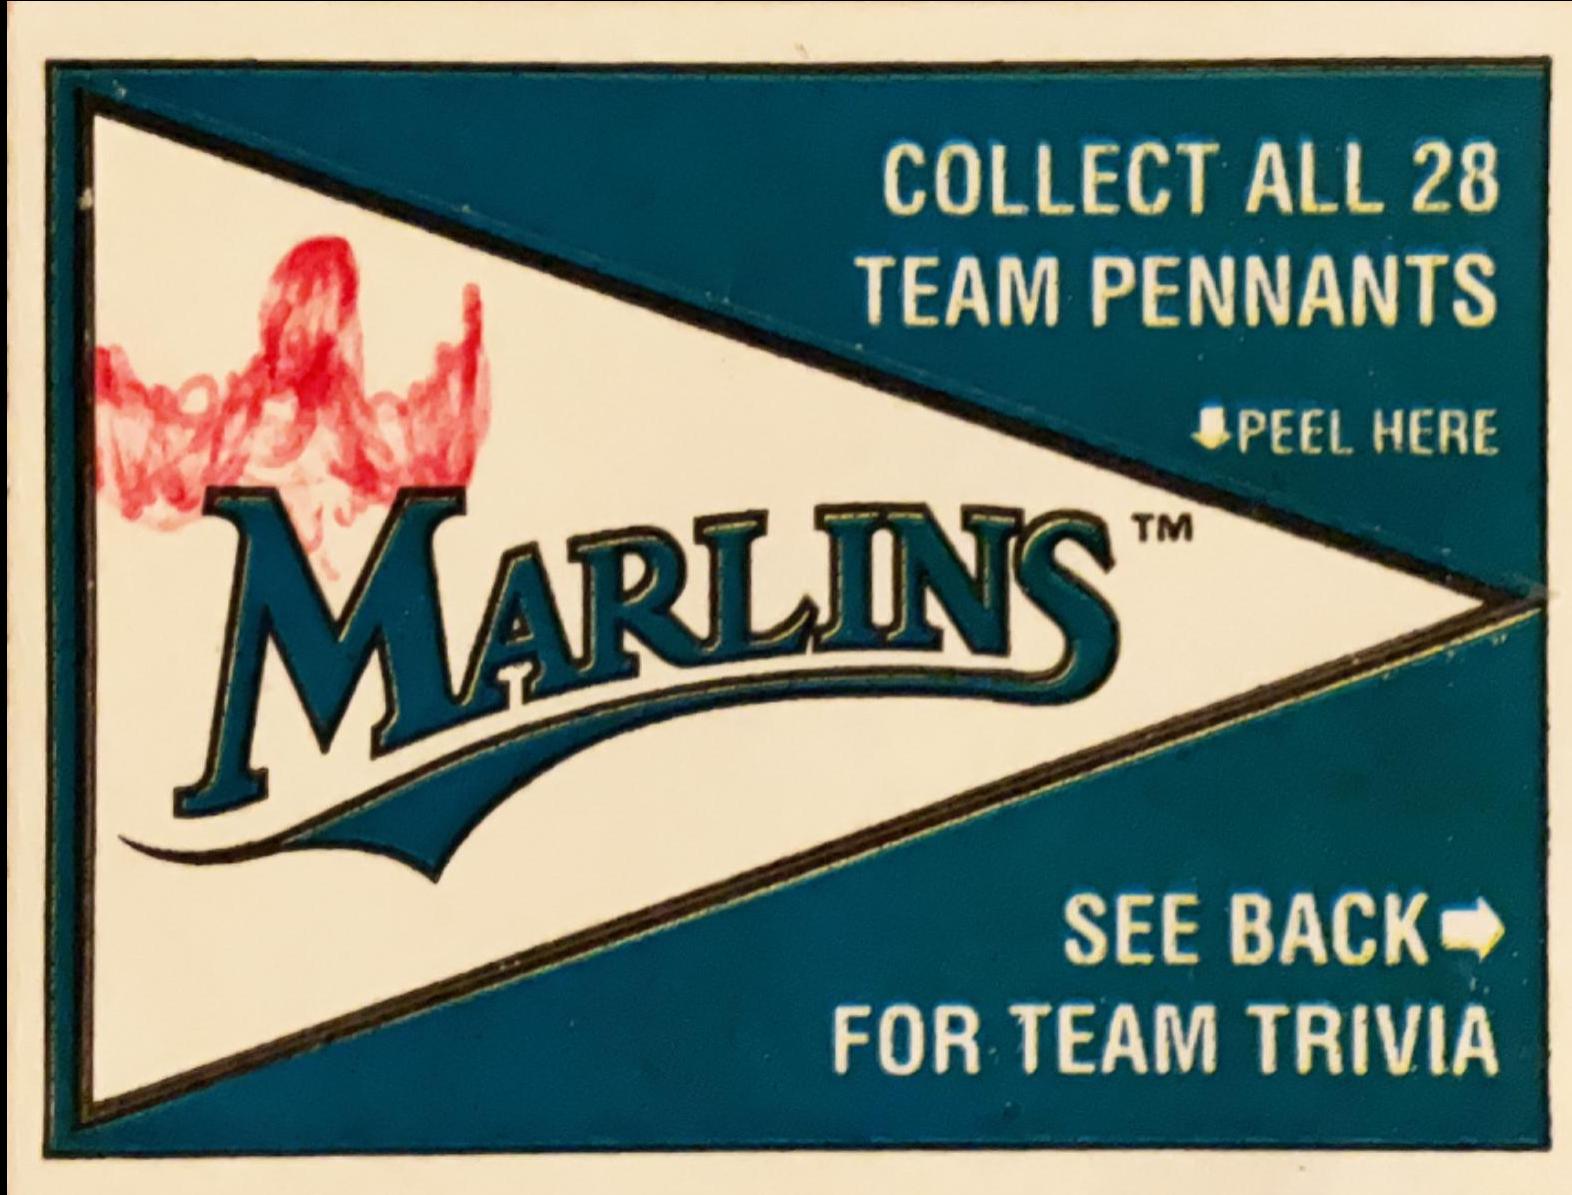 COLLECT ALL 28
TEAM PENNANTS
⬇PEEL HERE
MARLINS™
SEE BACK➡
FOR TEAM TRIVIA